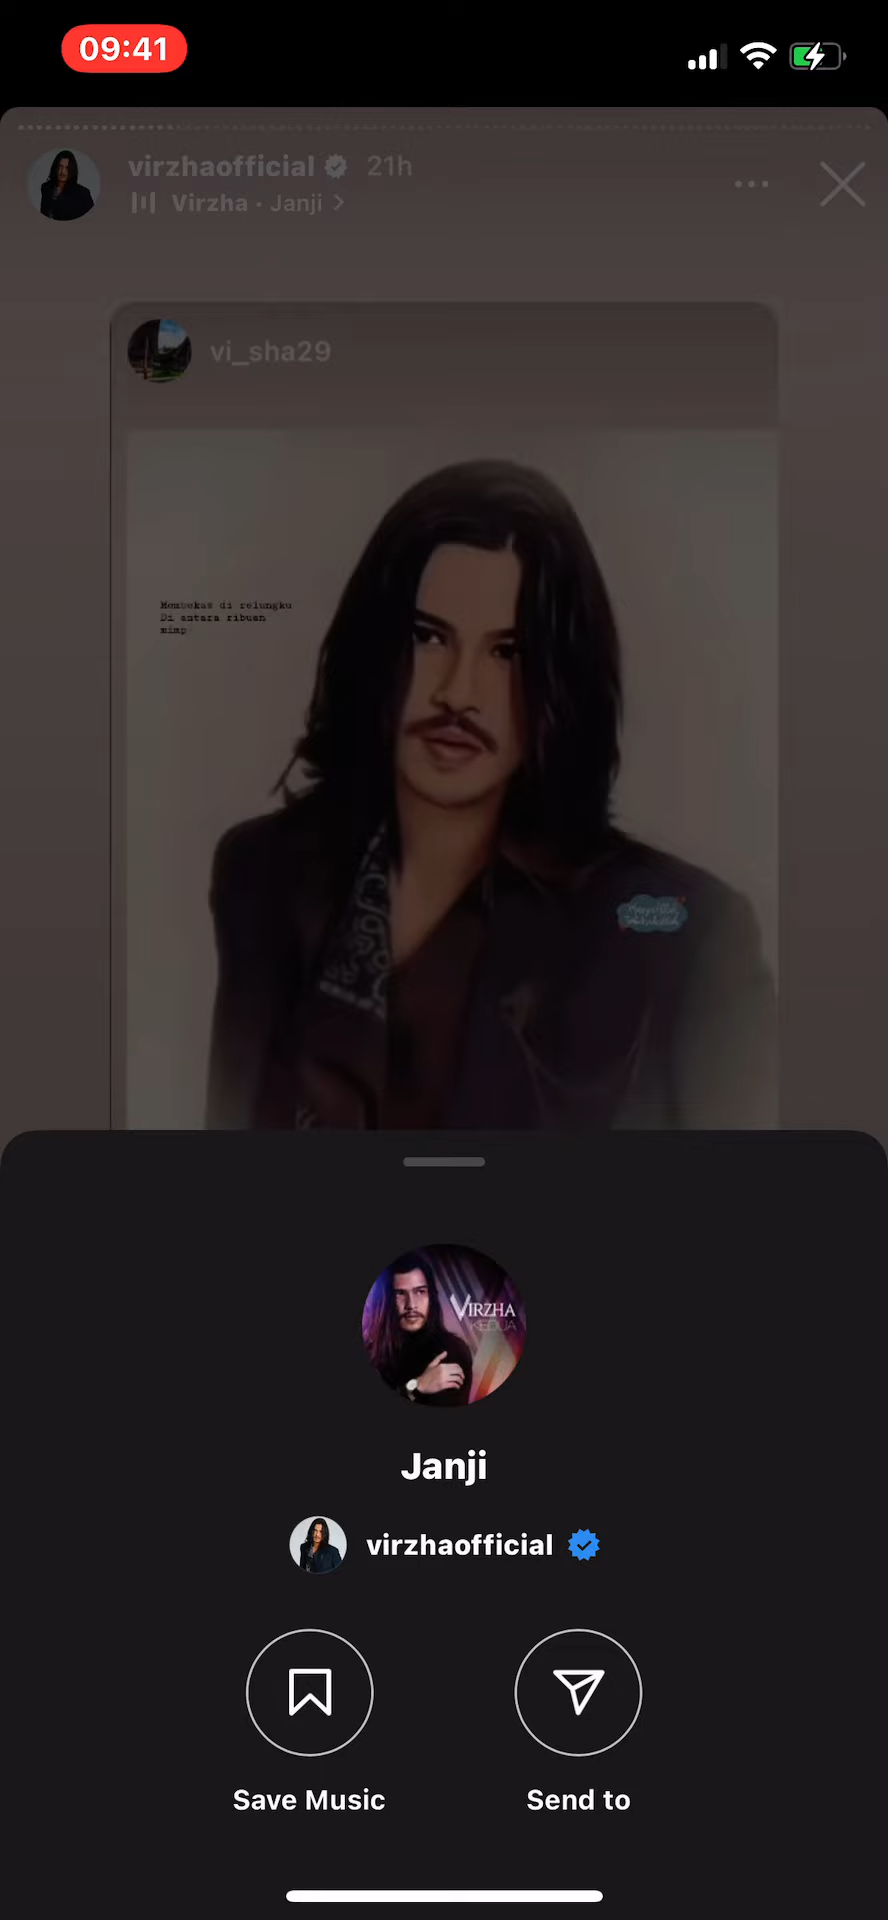 09:41
virzhaofficial 21h
Virzha • Janji >
vi_sha29
Membekas di relungku
Di antara ribuan
mimp
VIRZHA
KEDUA
Janji
virzhaofficial
Save Music
Send to